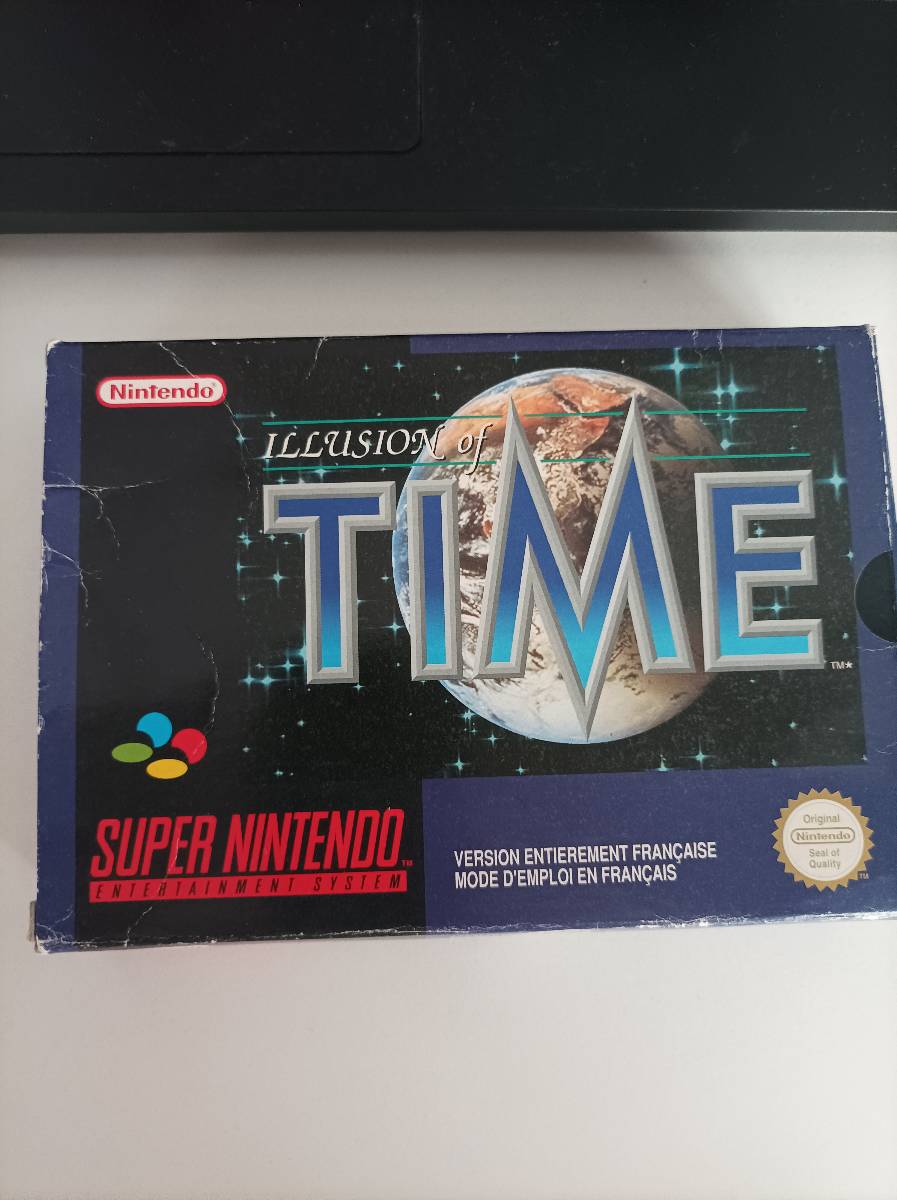 Nintendo®
ILLUSION of
TIME
TM*
SUPER NINTENDO™
ENTERTAINMENT SYSTEM
VERSION ENTIEREMENT FRANÇAISE
MODE D'EMPLOI EN FRANÇAIS
Original
Nintendo
Seal of
Quality
TM